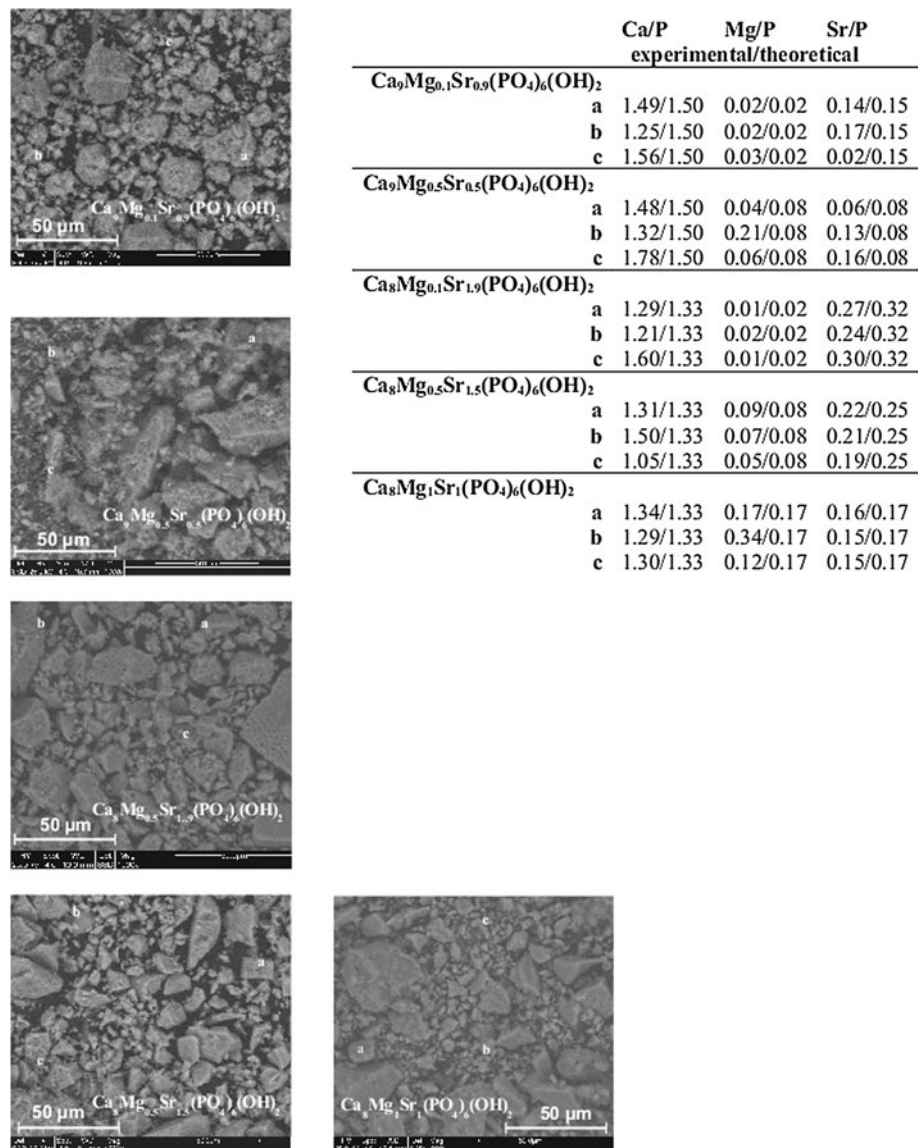 c
b
a
Ca₉Mg₀.₁Sr₀.₉(PO₄)₆(OH)₂
50 µm
Ca/P Mg/P Sr/P
experimental/theoretical
Ca₉Mg₀.₁Sr₀.₉(PO₄)₆(OH)₂
a 1.49/1.50 0.02/0.02 0.14/0.15
b 1.25/1.50 0.02/0.02 0.17/0.15
c 1.56/1.50 0.03/0.02 0.02/0.15
Ca₉Mg₀.₅Sr₀.₅(PO₄)₆(OH)₂
a 1.48/1.50 0.04/0.08 0.06/0.08
b 1.32/1.50 0.21/0.08 0.13/0.08
c 1.78/1.50 0.06/0.08 0.16/0.08
Ca₈Mg₀.₁Sr₁.₉(PO₄)₆(OH)₂
a 1.29/1.33 0.01/0.02 0.27/0.32
b 1.21/1.33 0.02/0.02 0.24/0.32
c 1.60/1.33 0.01/0.02 0.30/0.32
Ca₈Mg₀.₅Sr₁.₅(PO₄)₆(OH)₂
a 1.31/1.33 0.09/0.08 0.22/0.25
b 1.50/1.33 0.07/0.08 0.21/0.25
c 1.05/1.33 0.05/0.08 0.19/0.25
Ca₈Mg₁Sr₁(PO₄)₆(OH)₂
a 1.34/1.33 0.17/0.17 0.16/0.17
b 1.29/1.33 0.34/0.17 0.15/0.17
c 1.30/1.33 0.12/0.17 0.15/0.17
a
b
c
Ca₉Mg₀.₅Sr₀.₅(PO₄)₆(OH)₂
50 µm
b
a
c
Ca₈Mg₀.₅Sr₁..₉(PO₄)₆(OH)₂
50 µm
b
a
c
Ca₈Mg₀.₅Sr₁.₅(PO₄)₆(OH)₂
50 µm
c
a b
Ca₈Mg₁Sr₁(PO₄)₆(OH)₂
50 µm